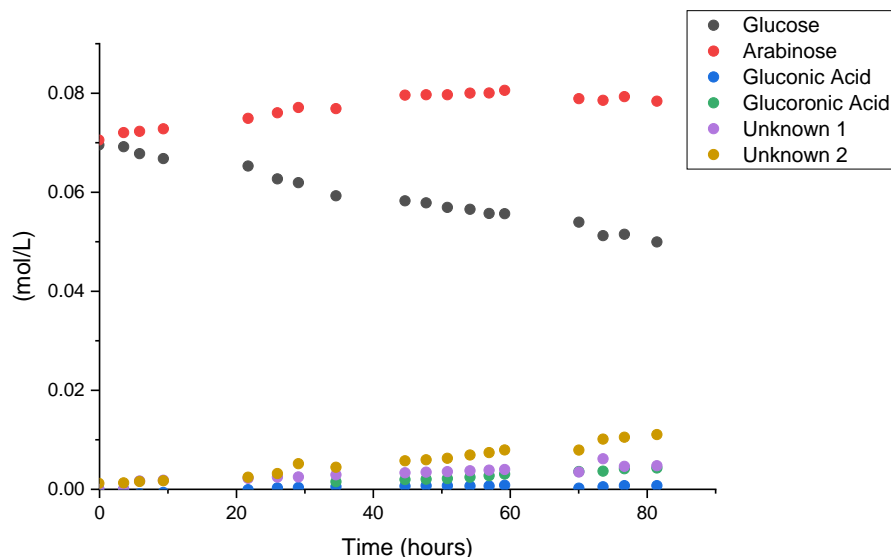 Glucose
Arabinose
Gluconic Acid
Glucoronic Acid
Unknown 1
Unknown 2
0.08
0.06
0.04
0.02
0.00
(mol/L)
0 20 40 60 80
Time (hours)